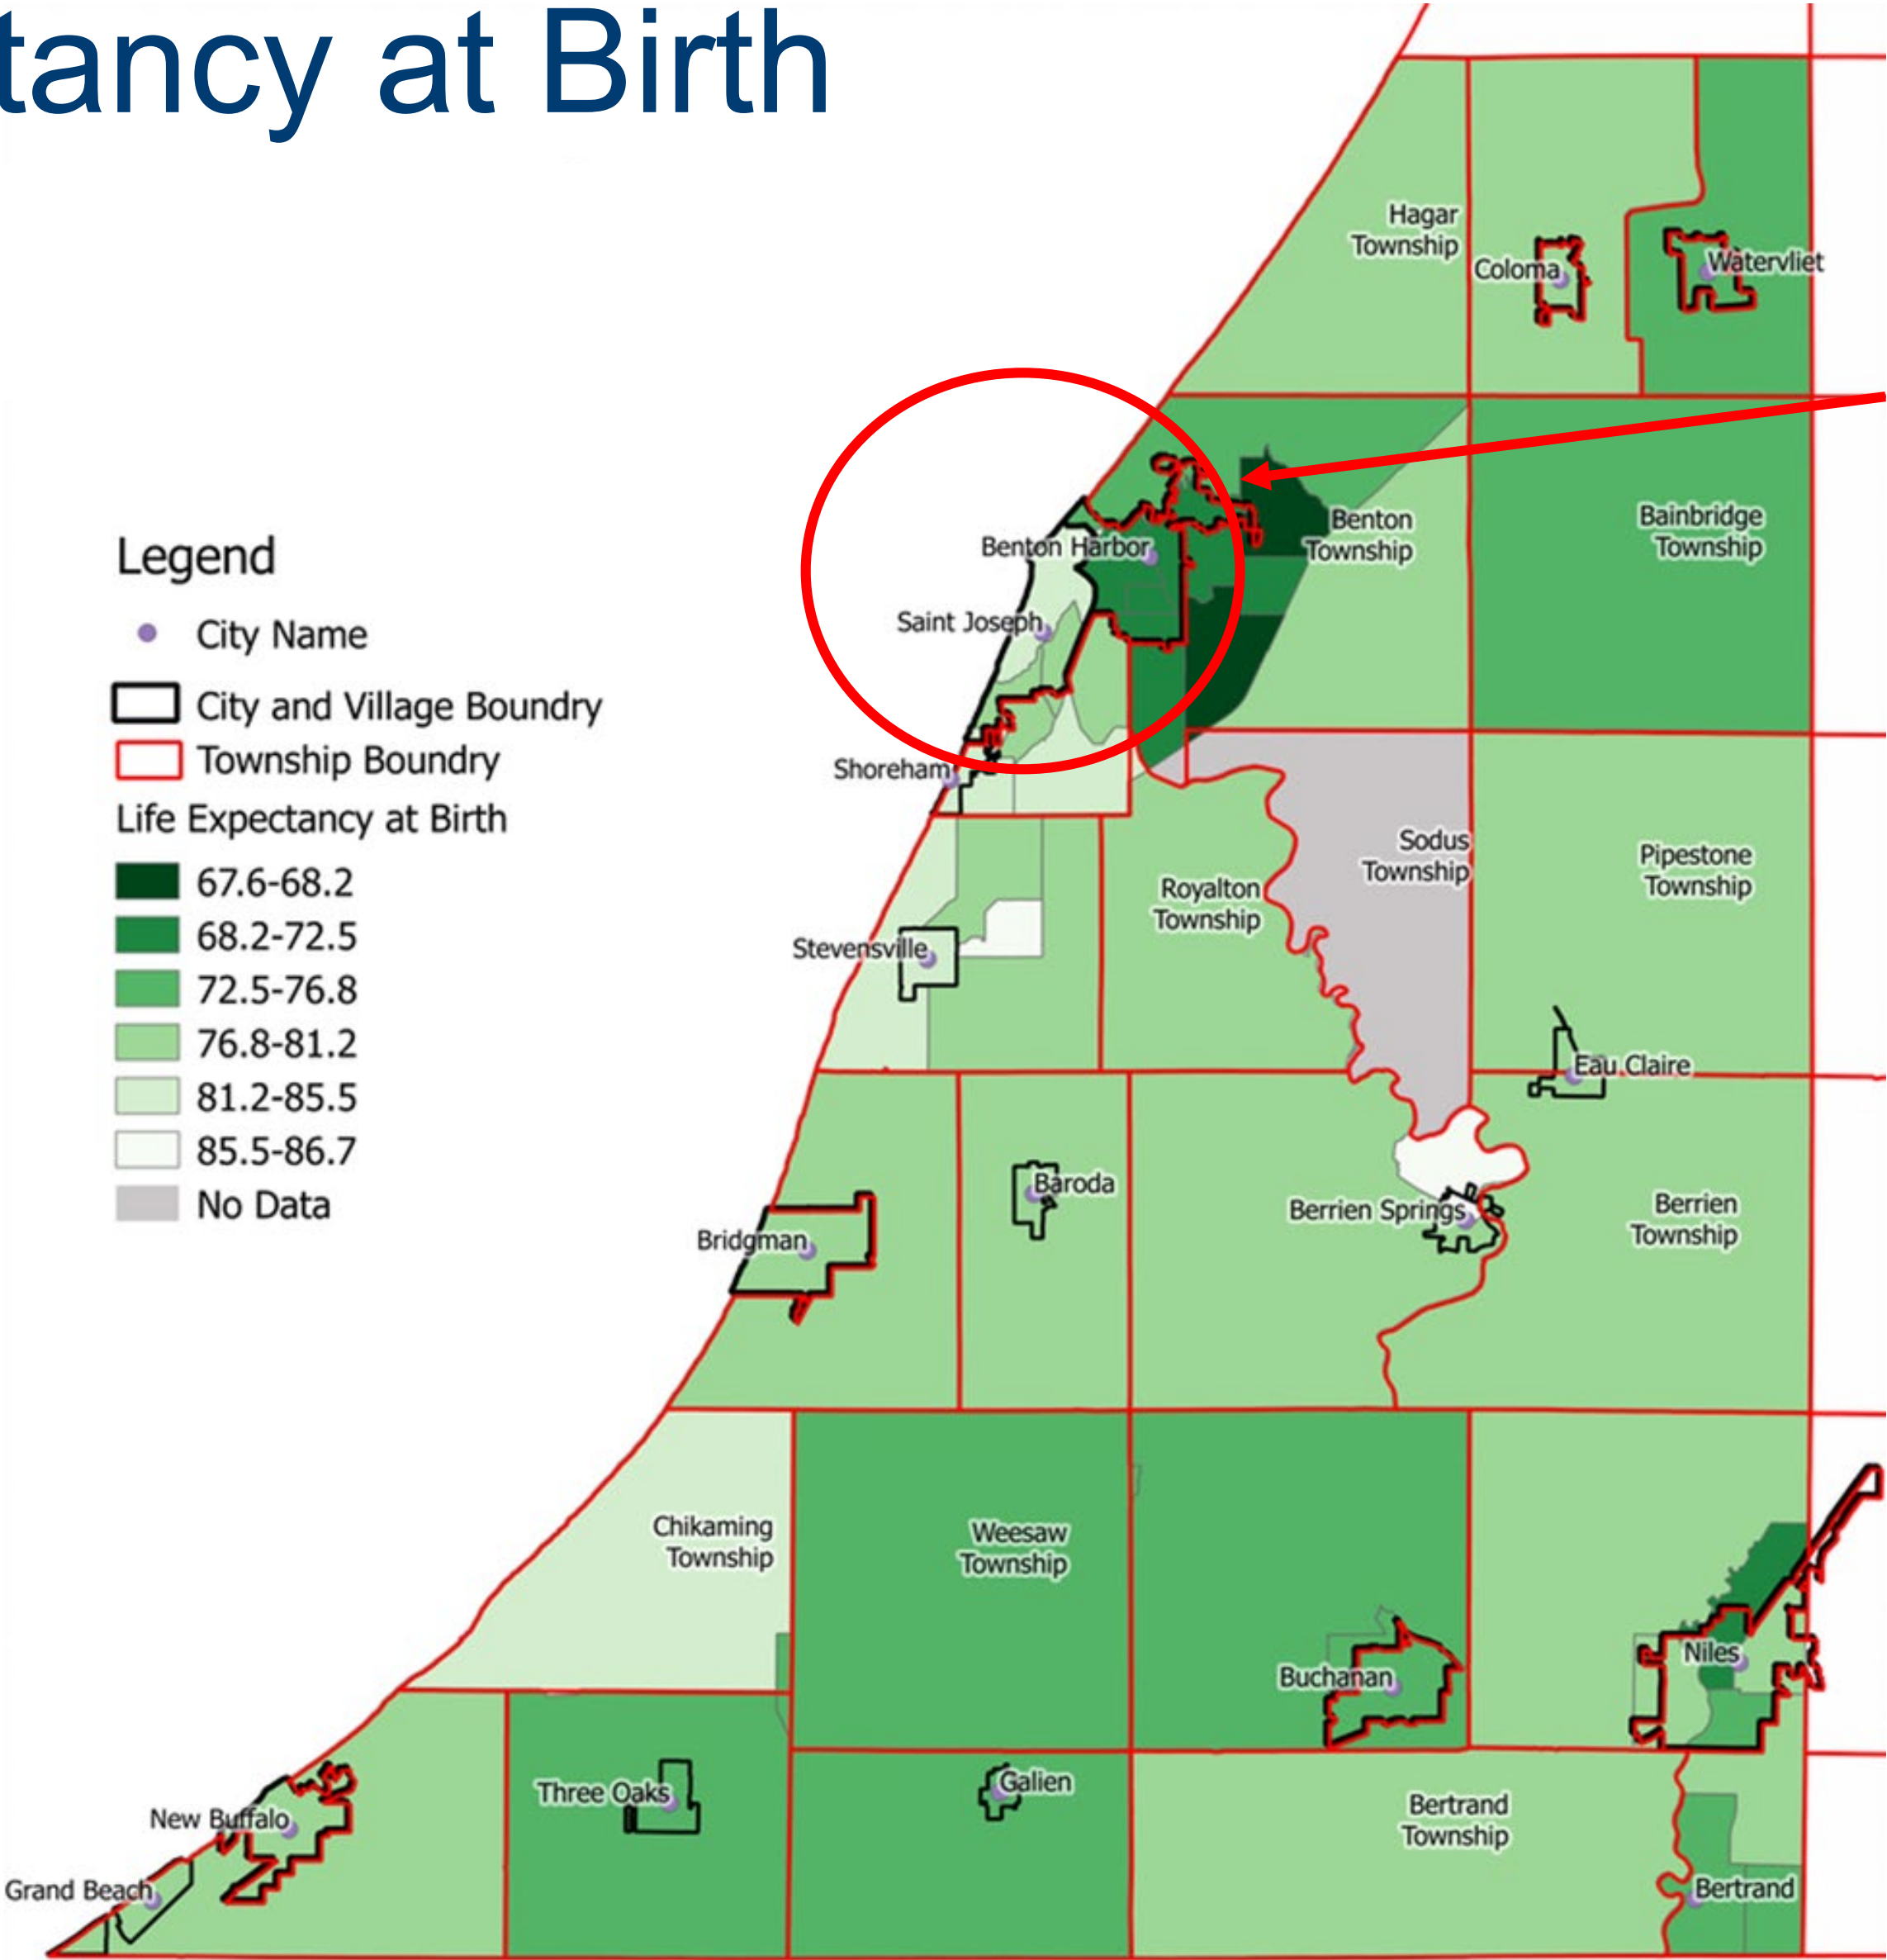 tancy at Birth
Hagar
Township
Coloma
Watervliet
Benton
Township
Bainbridge
Township
Benton Harbor
Saint Joseph
Shoreham
Legend
City Name
City and Village Boundry
Township Boundry
Life Expectancy at Birth
67.6-68.2
68.2-72.5
72.5-76.8
76.8-81.2
81.2-85.5
85.5-86.7
No Data
Sodus
Township
Pipestone
Township
Royalton
Township
Stevensville
Eau Claire
Baroda
Berrien Springs
Berrien
Township
Bridgman
Chikaming
Township
Weesaw
Township
Buchanan
Niles
Three Oaks
Galien
New Buffalo
Bertrand
Township
Grand Beach
Bertrand